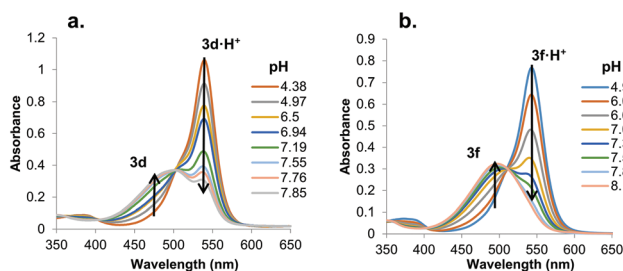 a.
3d·H⁺
1.2
1
0.8
0.6
0.4
0.2
0
Absorbance
3d
pH
4.38
4.97
6.5
6.94
7.19
7.55
7.76
7.85
350 400 450 500 550 600 650
Wavelength (nm)
b.
3f·H⁺
0.9
0.8
0.7
0.6
0.5
0.4
0.3
0.2
0.1
0
Absorbance
3f
pH
350 400 450 500 550 600 650
Wavelength (nm)